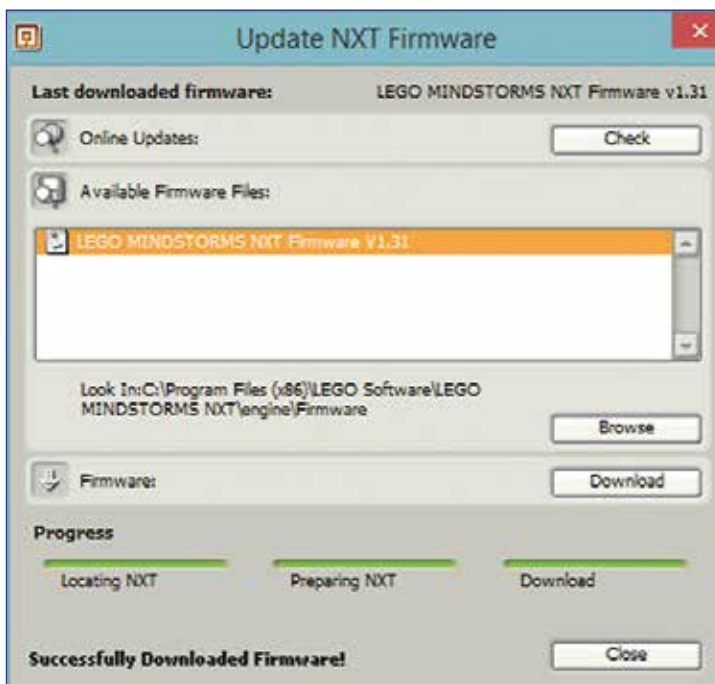 Update NXT Firmware
Last downloaded firmware: LEGO MINDSTORMS NXT Firmware v1.31
Online Updates: Check
Available Firmware Files:
LEGO MINDSTORMS NXT Firmware V1.31
Look In:C:\Program Files (x86)\LEGO Software\LEGO
MINDSTORMS NXT\engine\Firmware
Browse
Firmware: Download
Progress
Locating NXT Preparing NXT Download
Successfully Downloaded Firmware! Close